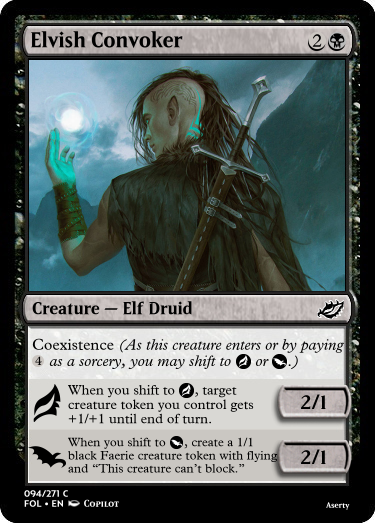 Elvish Convoker 2
Creature — Elf Druid
Coexistence (As this creature enters or by paying
4 as a sorcery, you may shift to or .)
When you shift to , target
creature token you control gets
+1/+1 until end of turn.
2/1
When you shift to , create a 1/1
black Faerie creature token with flying
and “This creature can’t block.”
2/1
094/271 C
FOL • EN Copilot
Aserty